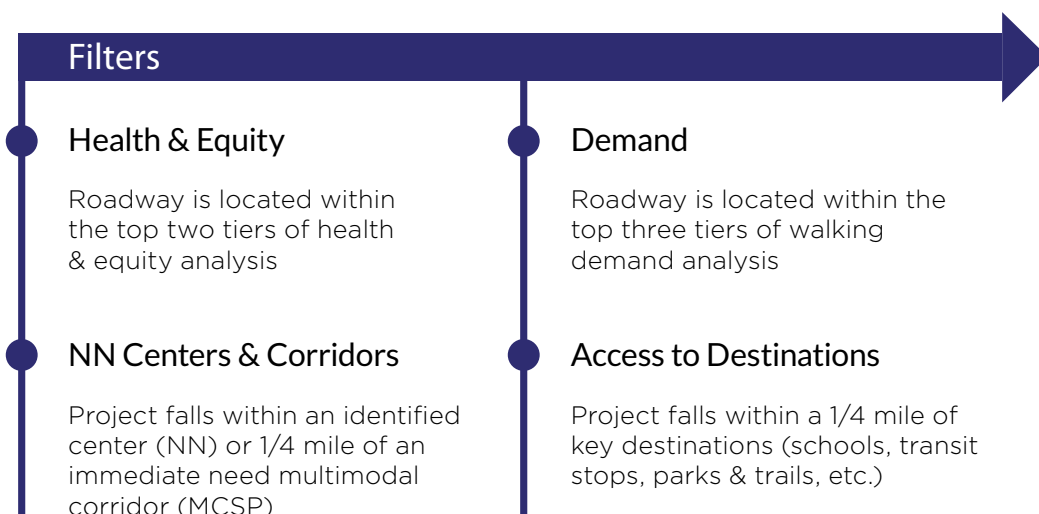 Filters
Health & Equity
Roadway is located within
the top two tiers of health
& equity analysis
NN Centers & Corridors
Project falls within an identified
center (NN) or 1/4 mile of an
immediate need multimodal
corridor (MCSP)
Demand
Roadway is located within the
top three tiers of walking
demand analysis
Access to Destinations
Project falls within a 1/4 mile of
key destinations (schools, transit
stops, parks & trails, etc.)